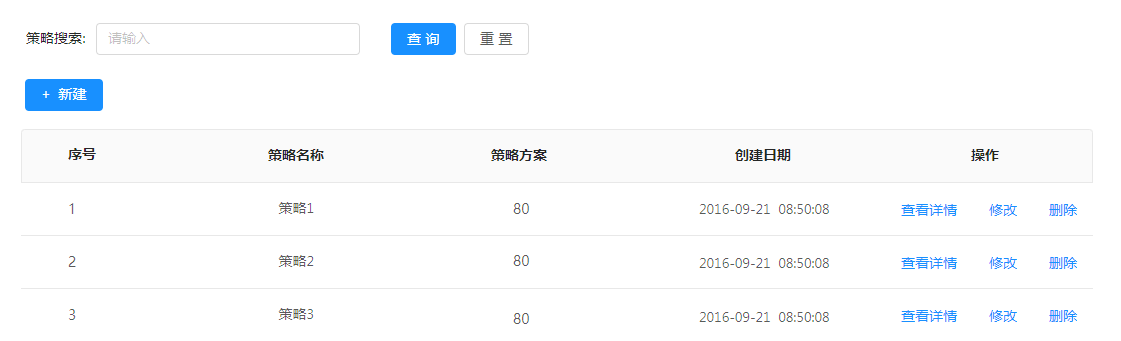 策略搜索: 请输入 查 询 重 置
+ 新建
序号 策略名称 策略方案 创建日期 操作
1 策略1 80 2016-09-21 08:50:08 查看详情 修改 删除
2 策略2 80 2016-09-21 08:50:08 查看详情 修改 删除
3 策略3 80 2016-09-21 08:50:08 查看详情 修改 删除